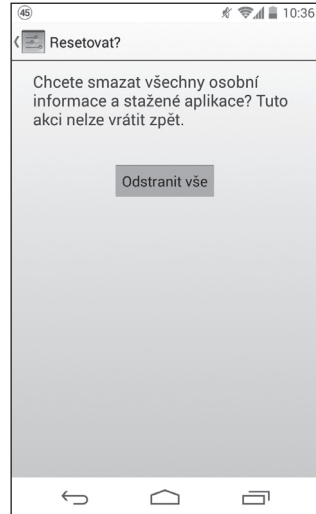 45 10:36
Resetovat?
Chcete smazat všechny osobní
informace a stažené aplikace? Tuto
akci nelze vrátit zpět.
Odstranit vše